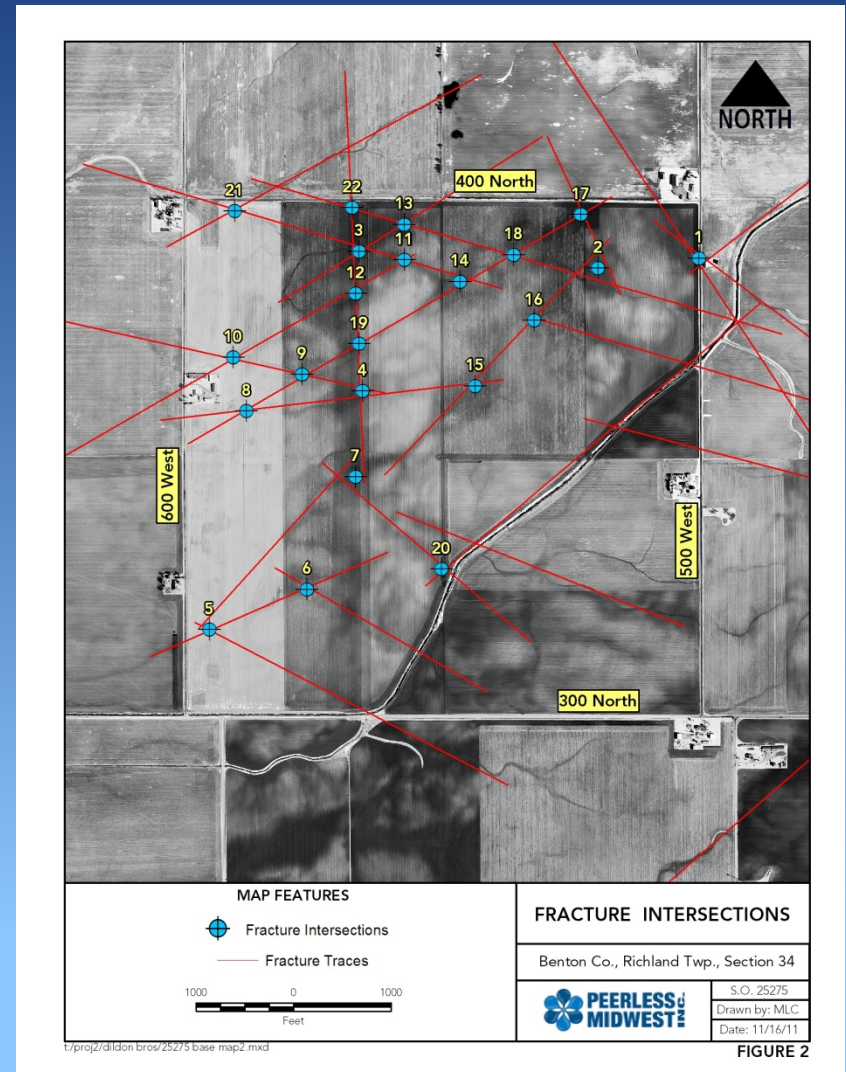 NORTH
400 North
21
22
13
17
3
11
18
1
14
2
12
16
19
10
9
15
4
8
7
600 West
500 West
20
6
5
300 North
MAP FEATURES
Fracture Intersections
Fracture Traces
1000 0 1000
Feet
FRACTURE INTERSECTIONS
Benton Co., Richland Twp., Section 34
PEERLESS
MIDWEST INC.
S.O. 25275
Drawn by: MLC
Date: 11/16/11
t:/proj2/dildon bros/25275 base map2.mxd
FIGURE 2